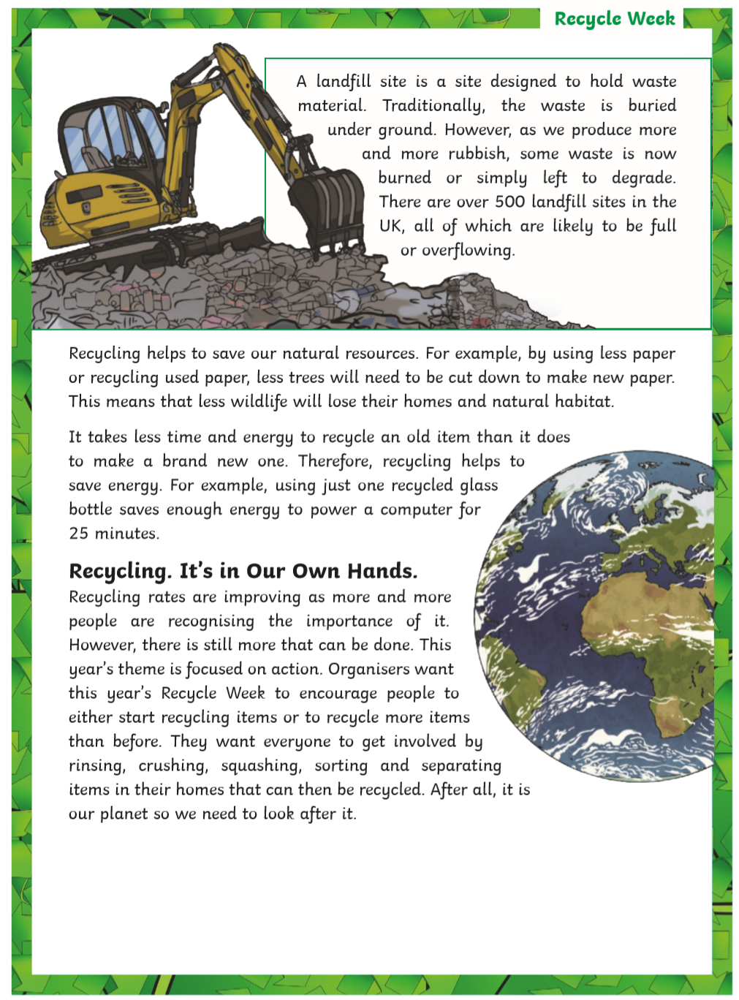 Recycle Week
A landfill site is a site designed to hold waste
material. Traditionally, the waste is buried
under ground. However, as we produce more
and more rubbish, some waste is now
burned or simply left to degrade.
There are over 500 landfill sites in the
UK, all of which are likely to be full
or overflowing.
Recycling helps to save our natural resources. For example, by using less paper
or recycling used paper, less trees will need to be cut down to make new paper.
This means that less wildlife will lose their homes and natural habitat.
It takes less time and energy to recycle an old item than it does
to make a brand new one. Therefore, recycling helps to
save energy. For example, using just one recycled glass
bottle saves enough energy to power a computer for
25 minutes.
Recycling. It's in Our Own Hands.
Recycling rates are improving as more and more
people are recognising the importance of it.
However, there is still more that can be done. This
year's theme is focused on action. Organisers want
this year's Recycle Week to encourage people to
either start recycling items or to recycle more items
than before. They want everyone to get involved by
rinsing, crushing, squashing, sorting and separating
items in their homes that can then be recycled. After all, it is
our planet so we need to look after it.